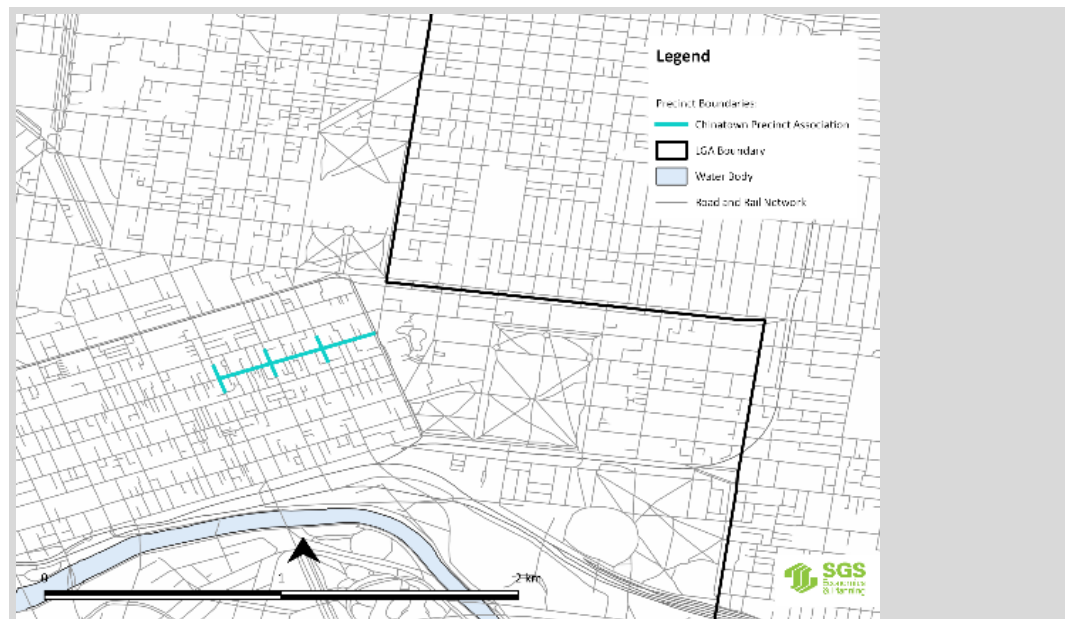 Legend
Precinct Boundaries:
Chinatown Precinct Association
LGA Boundary
Water Body
Road and Rail Network
0 1 2 km
SGS
Economics
& Planning